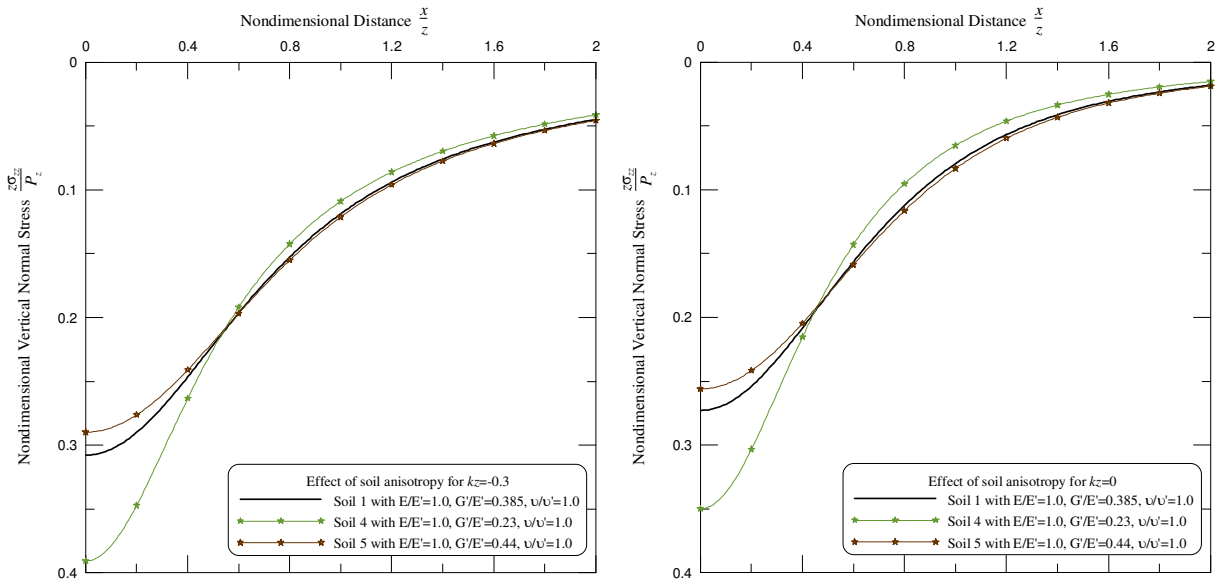 Nondimensional Distance x/z
0 0.4 0.8 1.2 1.6 2
Nondimensional Vertical Normal Stress zσzz/Pz
0
0.1
0.2
0.3
0.4
Effect of soil anisotropy for kz=-0.3
Soil 1 with E/E'=1.0, G'/E'=0.385, υ/υ'=1.0
Soil 4 with E/E'=1.0, G'/E'=0.23, υ/υ'=1.0
Soil 5 with E/E'=1.0, G'/E'=0.44, υ/υ'=1.0
Nondimensional Distance x/z
0 0.4 0.8 1.2 1.6 2
Nondimensional Vertical Normal Stress zσzz/Pz
0
0.1
0.2
0.3
0.4
Effect of soil anisotropy for kz=0
Soil 1 with E/E'=1.0, G'/E'=0.385, υ/υ'=1.0
Soil 4 with E/E'=1.0, G'/E'=0.23, υ/υ'=1.0
Soil 5 with E/E'=1.0, G'/E'=0.44, υ/υ'=1.0